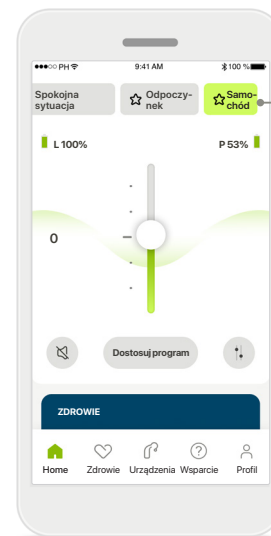 ●●●○○ PH 9:41 AM 100 %
Spokojna
sytuacja
Odpoczy-
nek
Samo-
chód
L 100% P 53%
0
Dostosuj program
ZDROWIE
Home Zdrowie Urządzenia Wsparcie Profil